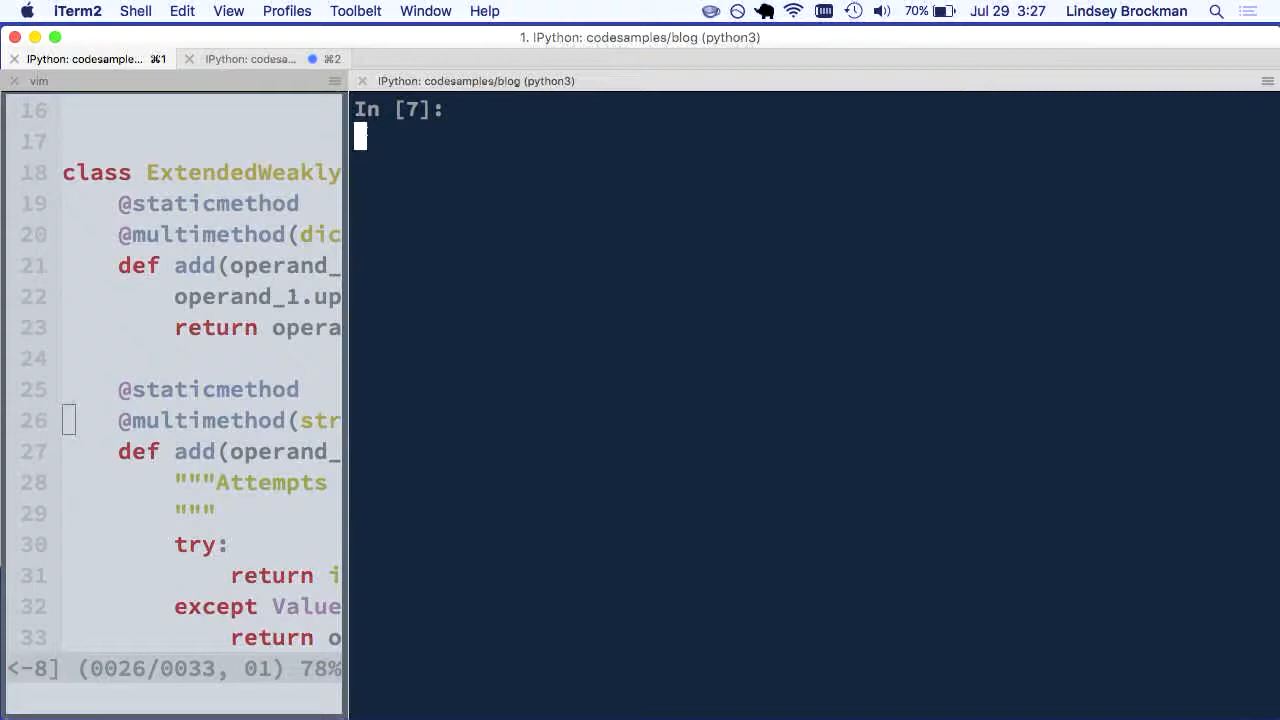 iTerm2 Shell Edit View Profiles Toolbelt Window Help 70% Jul 29 3:27 Lindsey Brockman
1. IPython: codesamples/blog (python3)
IPython: codesample... ⌘1 IPython: codesa... ⌘2
vim
IPython: codesamples/blog (python3)
16
17
18 class ExtendedWeakly
19 @staticmethod
20 @multimethod(dic
21 def add(operand_
22 operand_1.up
23 return opera
24
25 @staticmethod
26 @multimethod(str
27 def add(operand_
28 """Attempts
29 """
30 try:
31 return i
32 except Value
33 return o
<-8] (0026/0033, 01) 78%
In [7]: